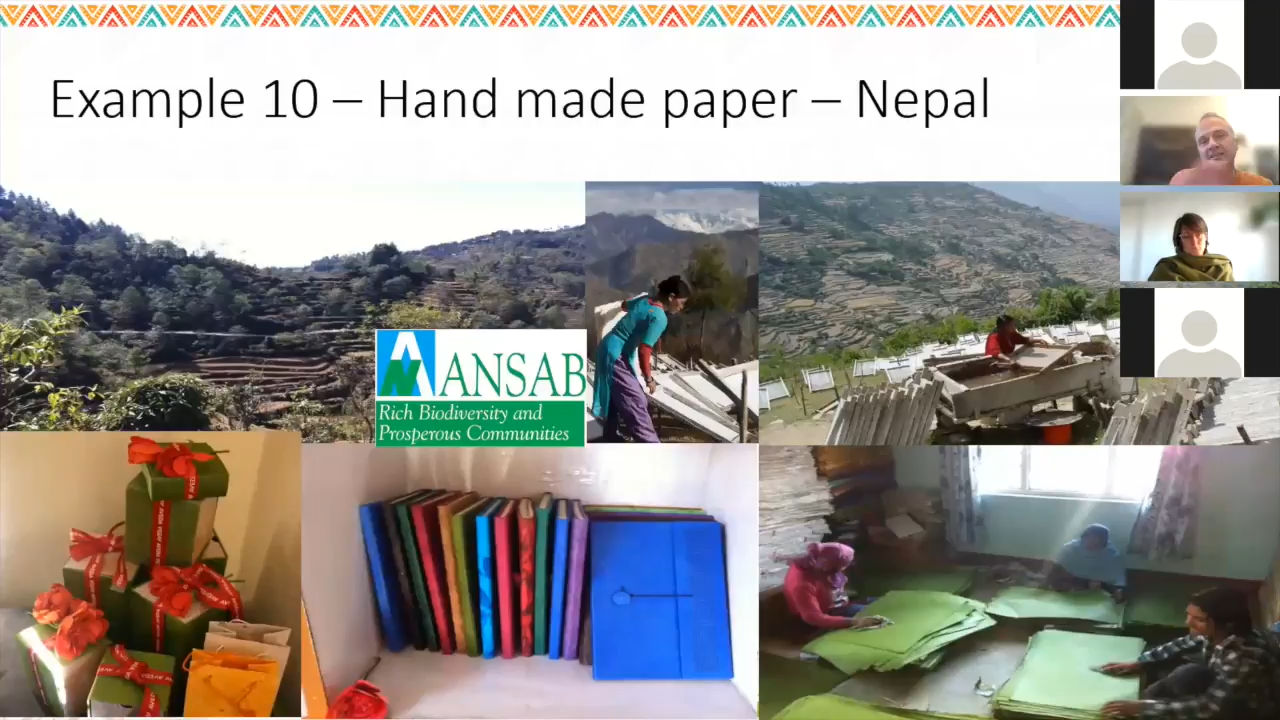 Example 10 – Hand made paper – Nepal
ANSAB
Rich Biodiversity and
Prosperous Communities